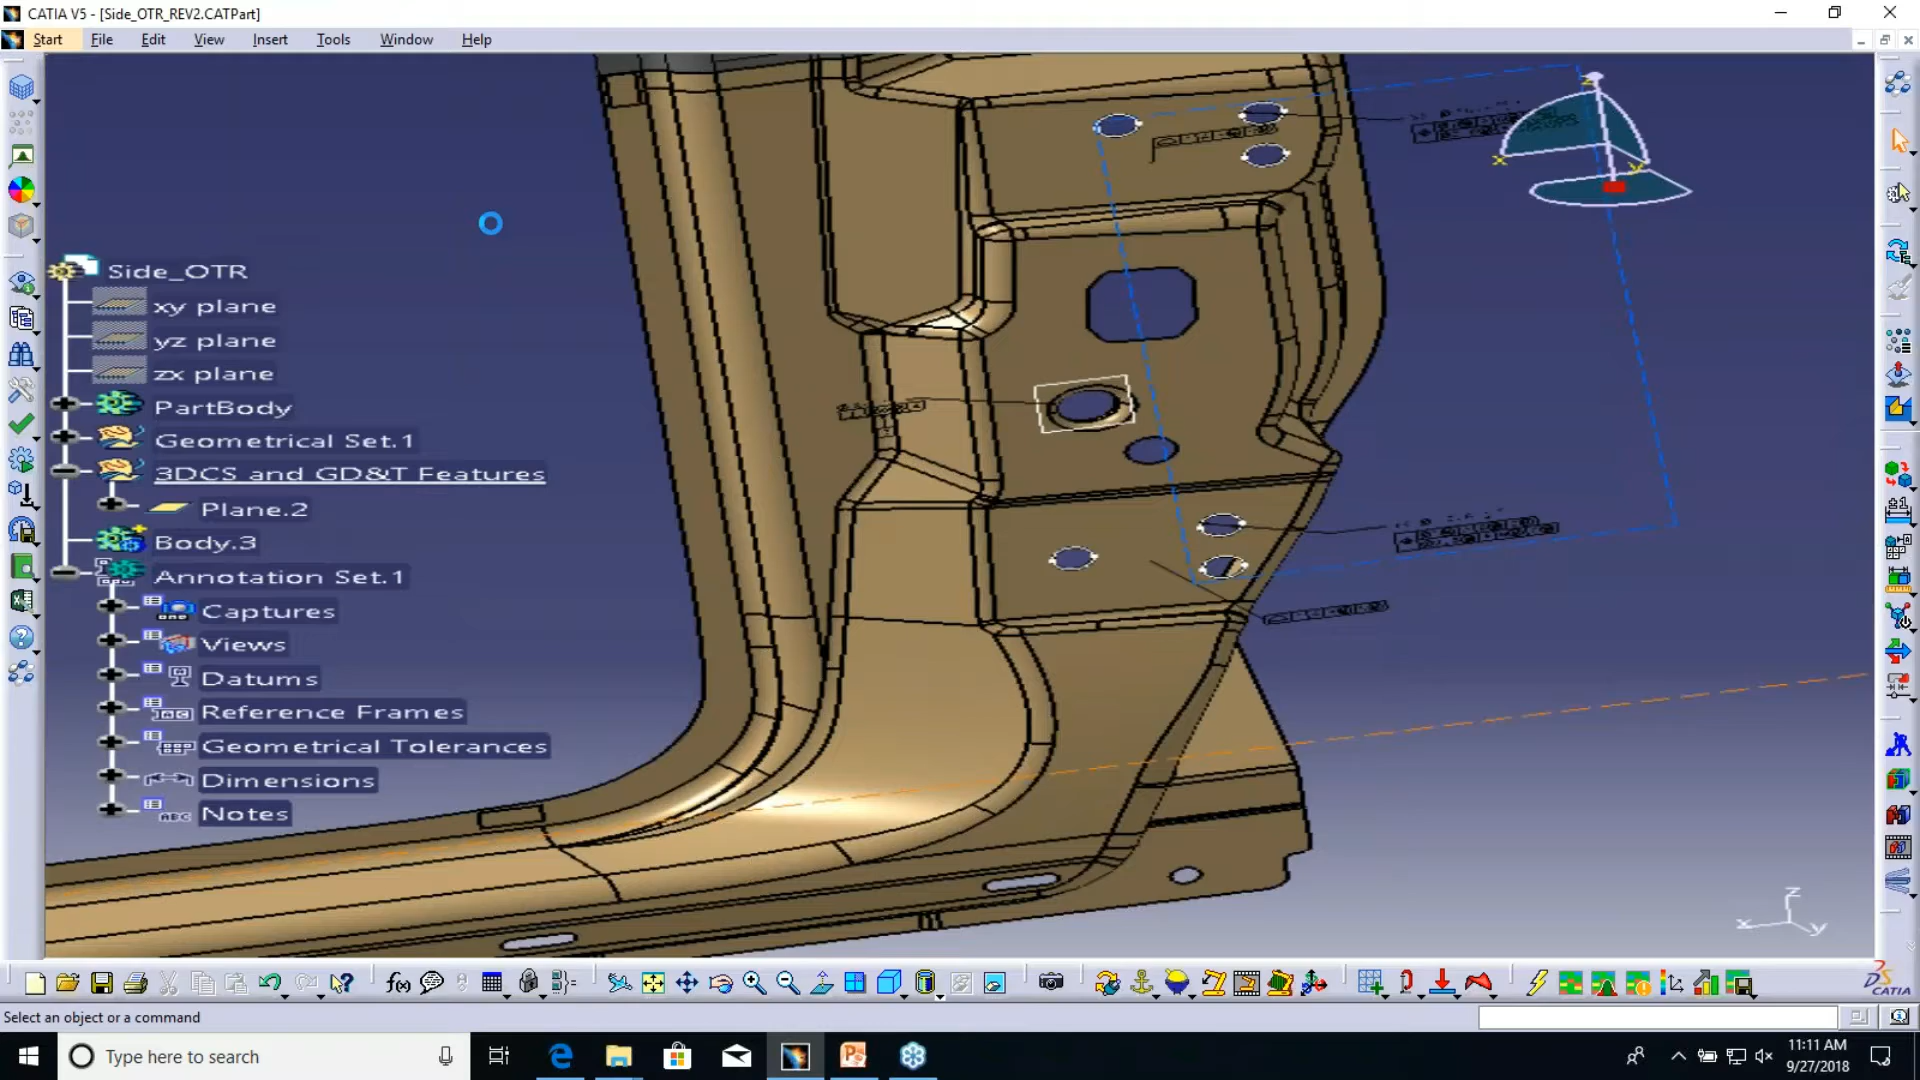 CATIA V5 - [Side_OTR_REV2.CATPart]
Start File Edit View Insert Tools Window Help
Side_OTR
xy plane
yz plane
zx plane
PartBody
Geometrical Set.1
3DCS and GD&T Features
Plane.2
Body.3
Annotation Set.1
Captures
Views
Datums
Reference Frames
Geometrical Tolerances
Dimensions
Notes
z
x
y
z
x
y
CATIA
Select an object or a command
Type here to search
11:11 AM
9/27/2018